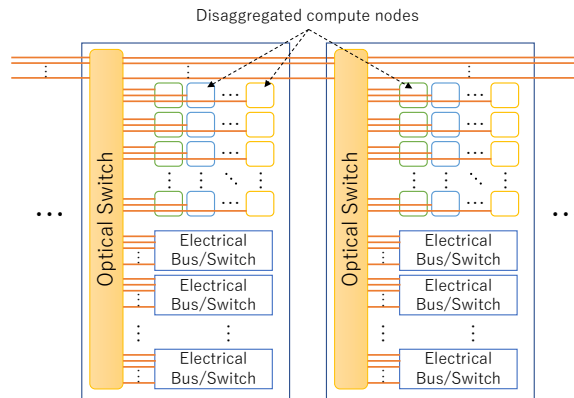 Disaggregated compute nodes
Optical Switch
Electrical
Bus/Switch
Electrical
Bus/Switch
Electrical
Bus/Switch
Optical Switch
Electrical
Bus/Switch
Electrical
Bus/Switch
Electrical
Bus/Switch